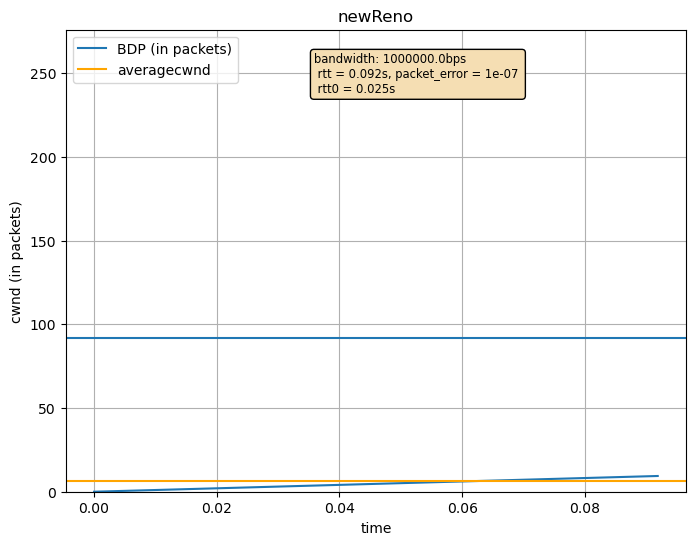 newReno
BDP (in packets)
averagecwnd
bandwidth: 1000000.0bps
rtt = 0.092s, packet_error = 1e-07
rtt0 = 0.025s
cwnd (in packets)
250
200
150
100
50
0
0.00 0.02 0.04 0.06 0.08
time